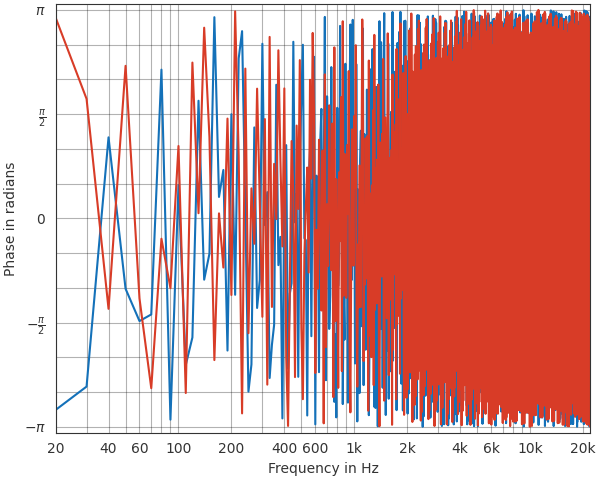 π
π/2
0
−π/2
−π
Phase in radians
20 40 60 100 200 400 600 1k 2k 4k 6k 10k 20k
Frequency in Hz